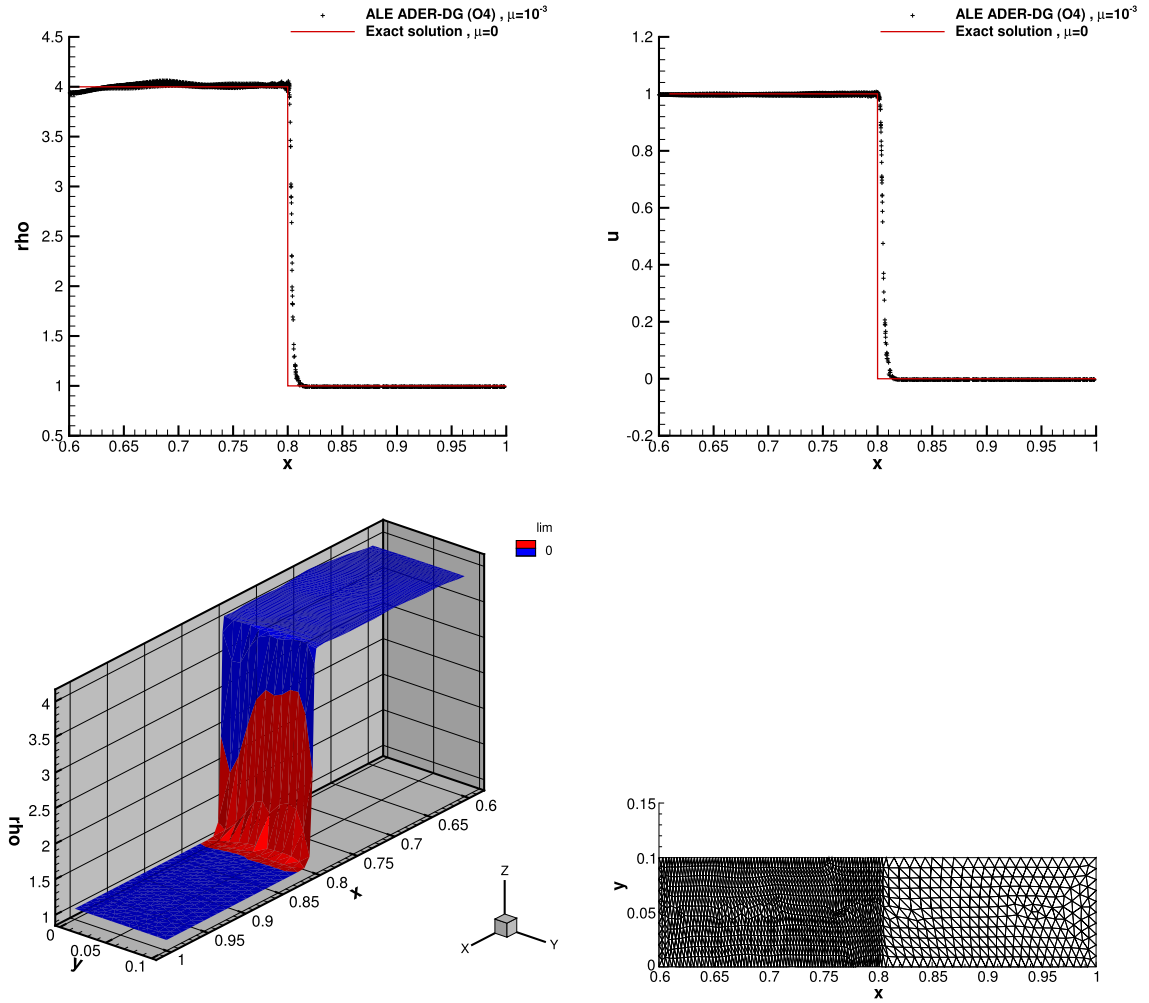 ALE ADER-DG (O4) , μ=10⁻³
Exact solution , μ=0
4.5
4
3.5
3
2.5
2
1.5
1
0.5
rho
0.6 0.65 0.7 0.75 0.8 0.85 0.9 0.95 1
x
ALE ADER-DG (O4) , μ=10⁻³
Exact solution , μ=0
1.2
1
0.8
0.6
0.4
0.2
0
-0.2
u
0.6 0.65 0.7 0.75 0.8 0.85 0.9 0.95 1
x
lim
0
4
3.5
3
2.5
2
1.5
1
rho
0 0.05 0.1
y
0.6
0.65
0.7
0.75
0.8
0.85
0.9
0.95
1
x
Z
X
Y
0.15
0.1
0.05
0
y
0.6 0.65 0.7 0.75 0.8 0.85 0.9 0.95 1
x